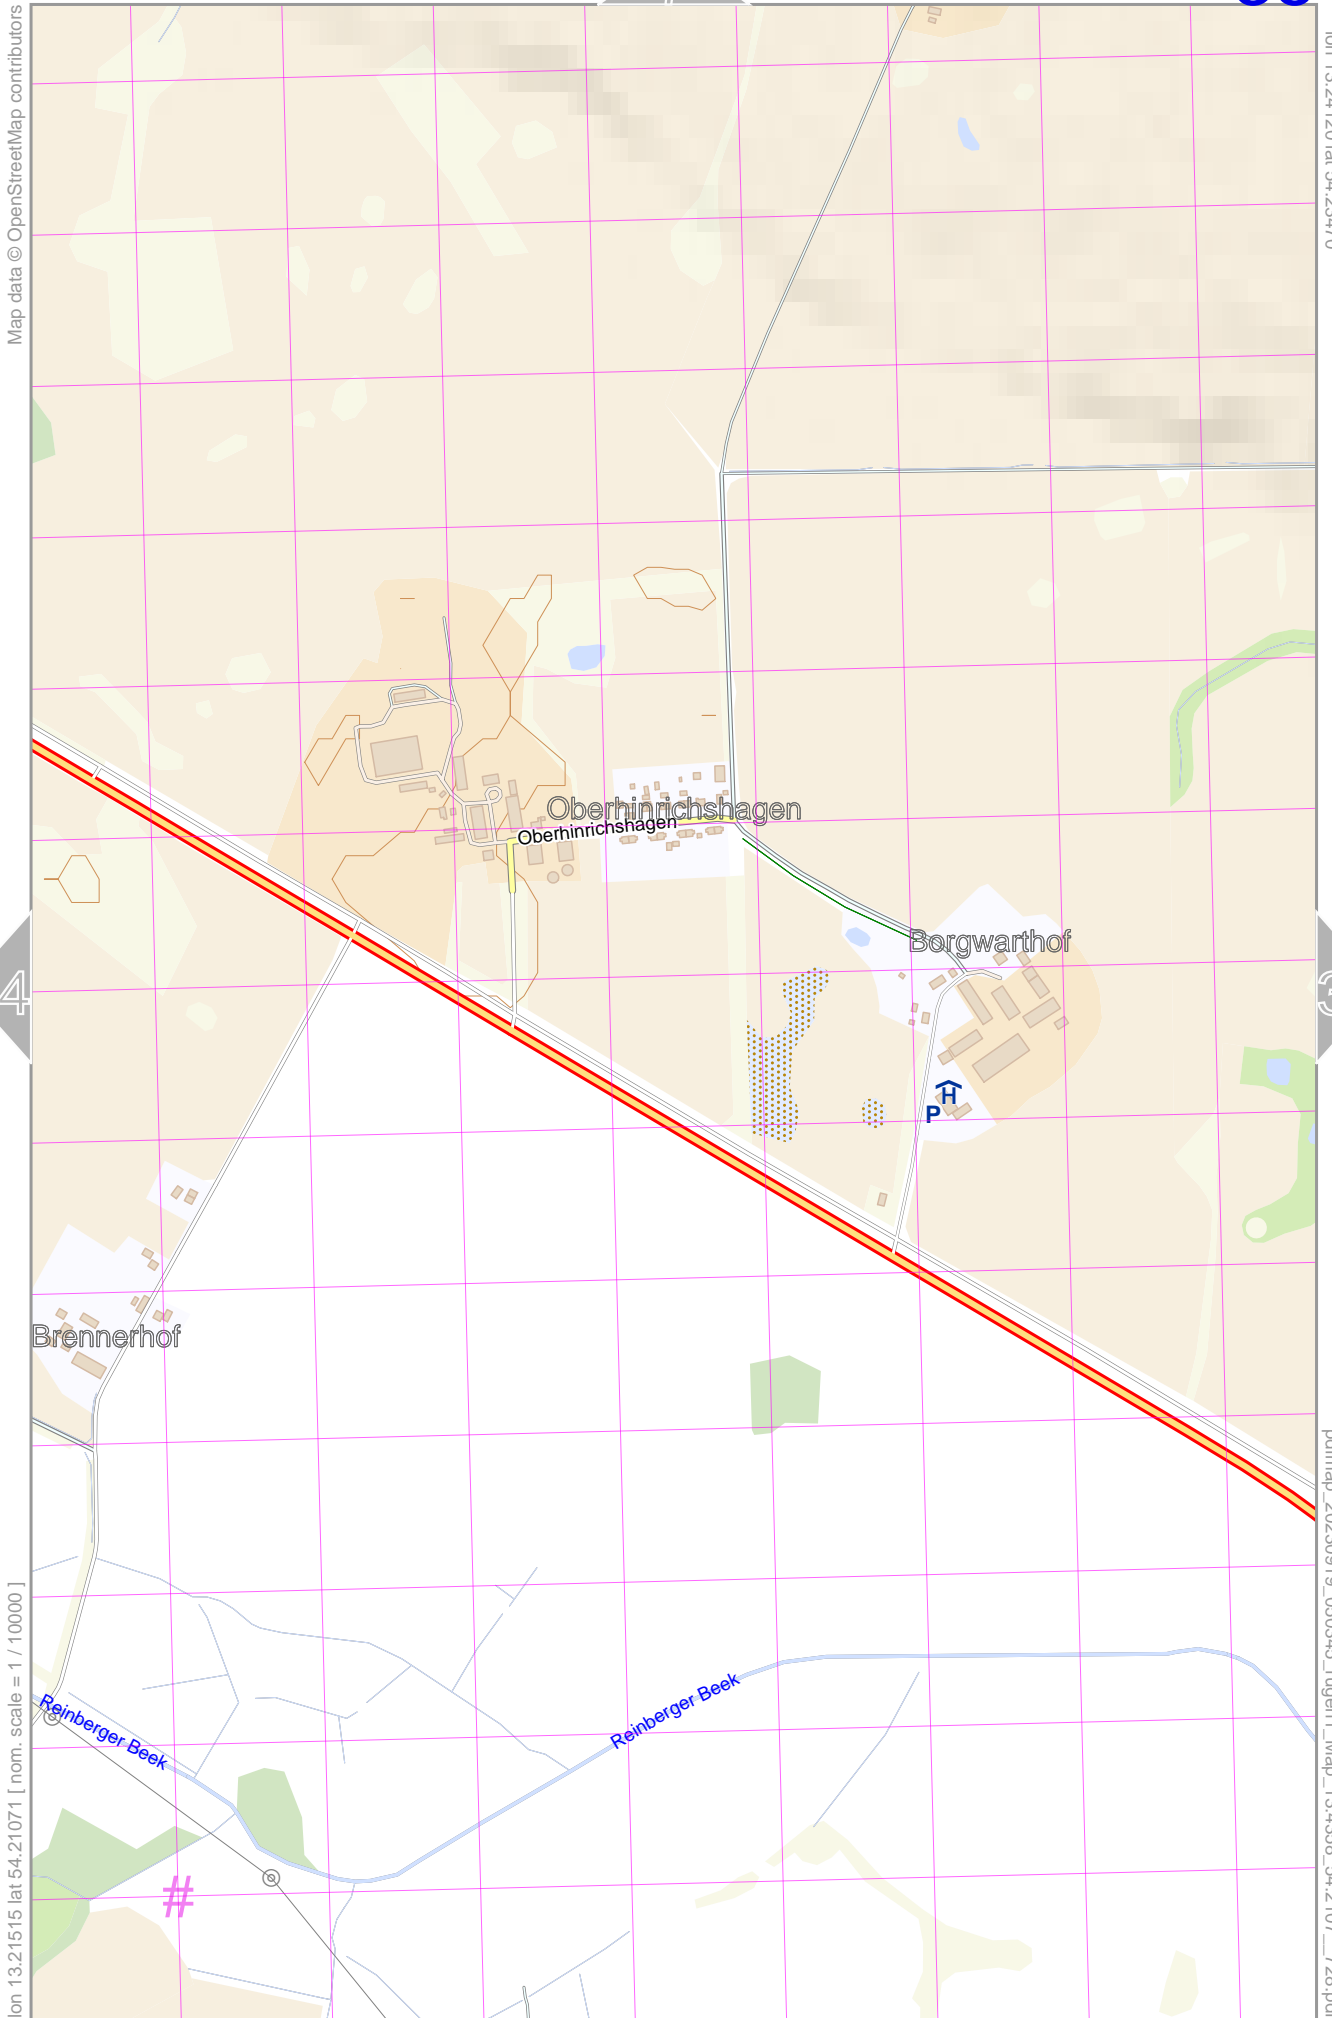 Map data © OpenStreetMap contributors
Oberhinrichshagen
Oberhinrichshagen
Borgwarthof
4
H
P
Brennerhof
Reinberger Beek
Reinberger Beek
#
lon 13.21515 lat 54.21071 [ nom. scale = 1 / 10000 ]